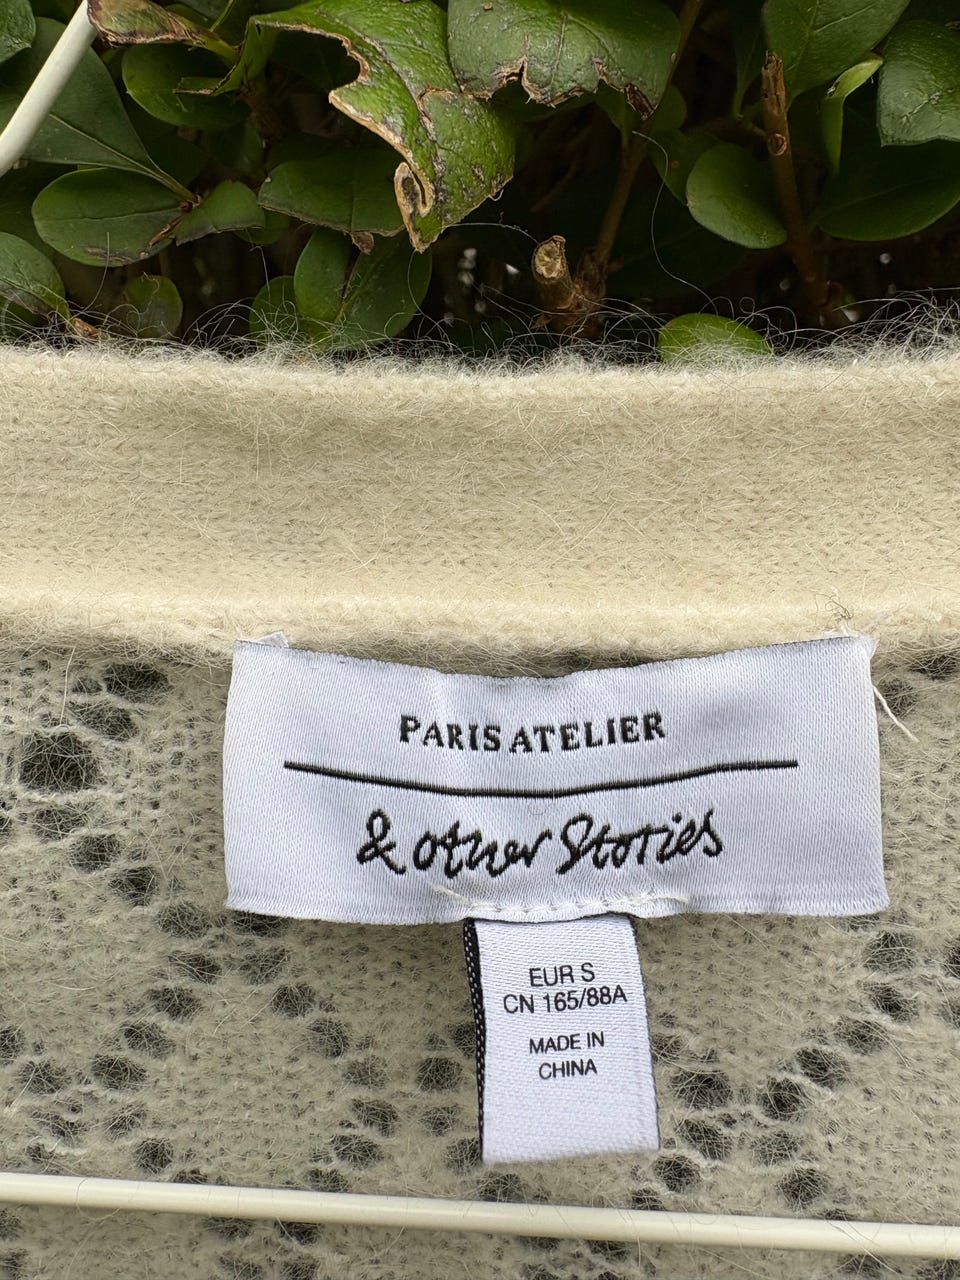 PARIS ATELIER
& other Stories
EUR S
CN 165/88A
MADE IN
CHINA